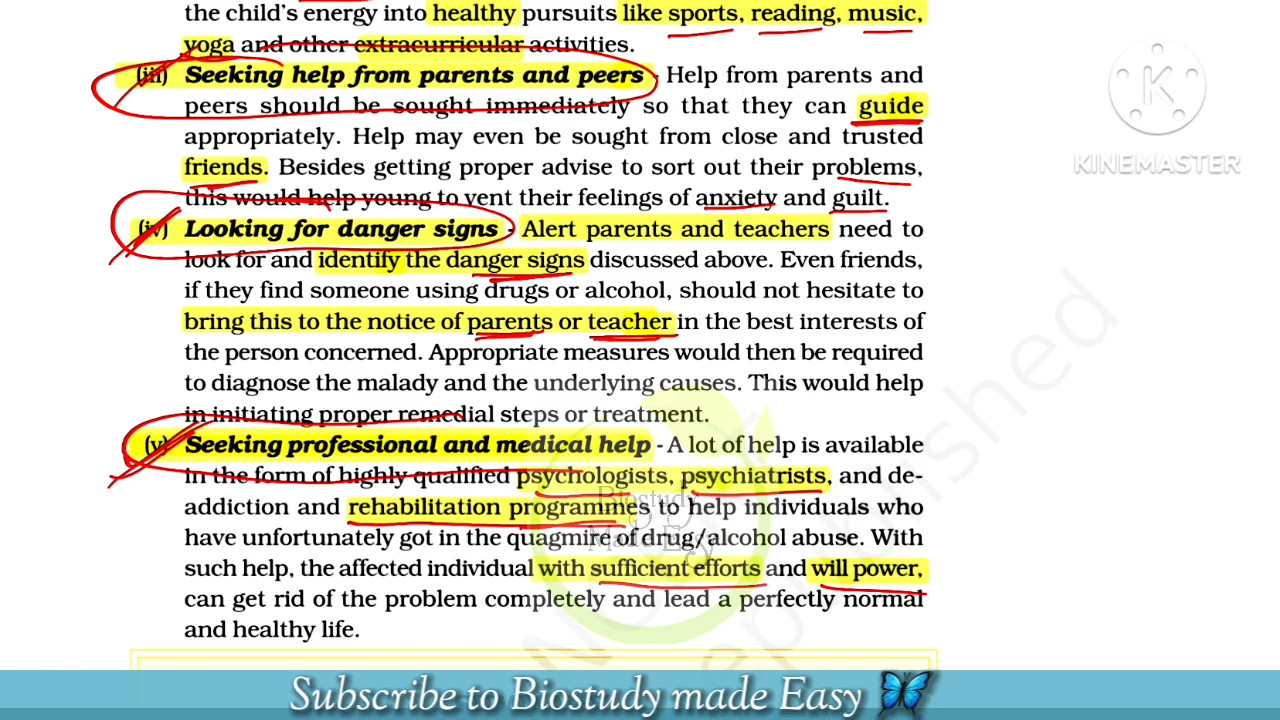 the child's energy into healthy pursuits like sports, reading, music,
yoga and other extracurricular activities.
(iii) Seeking help from parents and peers - Help from parents and
peers should be sought immediately so that they can guide
appropriately. Help may even be sought from close and trusted
friends. Besides getting proper advise to sort out their problems,
this would help young to vent their feelings of anxiety and guilt.
(iv) Looking for danger signs - Alert parents and teachers need to
look for and identify the danger signs discussed above. Even friends,
if they find someone using drugs or alcohol, should not hesitate to
bring this to the notice of parents or teacher in the best interests of
the person concerned. Appropriate measures would then be required
to diagnose the malady and the underlying causes. This would help
in initiating proper remedial steps or treatment.
(v) Seeking professional and medical help - A lot of help is available
in the form of highly qualified psychologists, psychiatrists, and de-
addiction and rehabilitation programmes to help individuals who
have unfortunately got in the quagmire of drug/alcohol abuse. With
such help, the affected individual with sufficient efforts and will power,
can get rid of the problem completely and lead a perfectly normal
and healthy life.
K
KINEMASTER
Biostudy
Made Easy
Subscribe to Biostudy made Easy